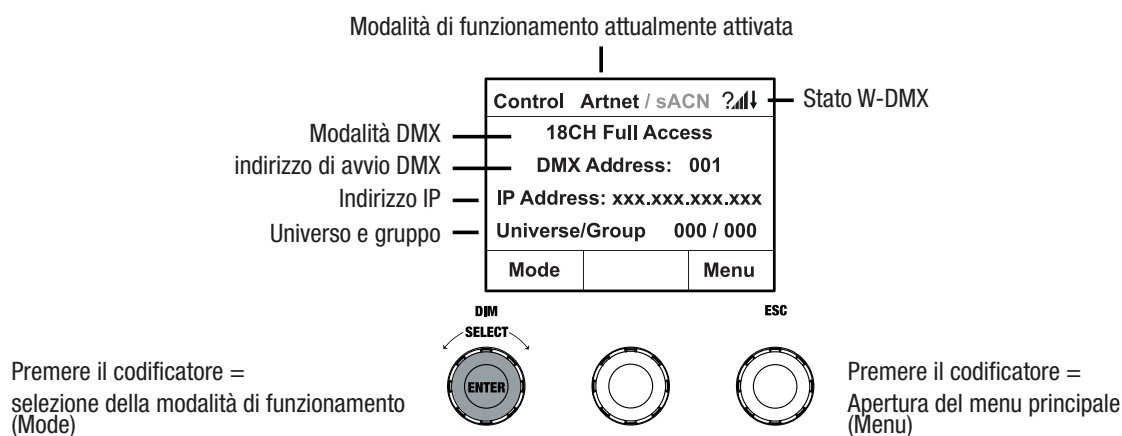 Modalità di funzionamento attualmente attivata
Control Artnet / sACN ?
Stato W-DMX
Modalità DMX
18CH Full Access
indirizzo di avvio DMX
DMX Address: 001
Indirizzo IP
IP Address: xxx.xxx.xxx.xxx
Universo e gruppo
Universe/Group 000 / 000
Mode
Menu
DIM
SELECT
ENTER
ESC
Premere il codificatore =
selezione della modalità di funzionamento
(Mode)
Premere il codificatore =
Apertura del menu principale
(Menu)